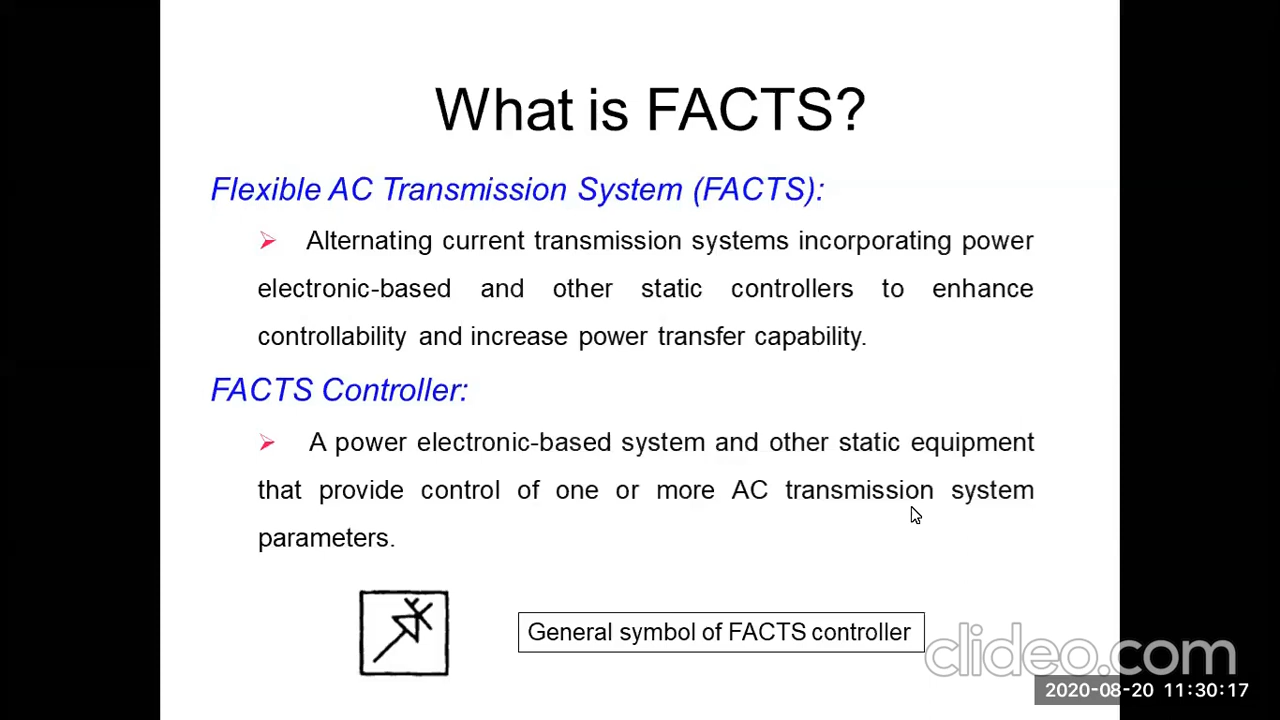 What is FACTS?
Flexible AC Transmission System (FACTS):
Alternating current transmission systems incorporating power
electronic-based and other static controllers to enhance
controllability and increase power transfer capability.
FACTS Controller:
A power electronic-based system and other static equipment
that provide control of one or more AC transmission system
parameters.
General symbol of FACTS controller
clideo.com
2020-08-20 11:30:17